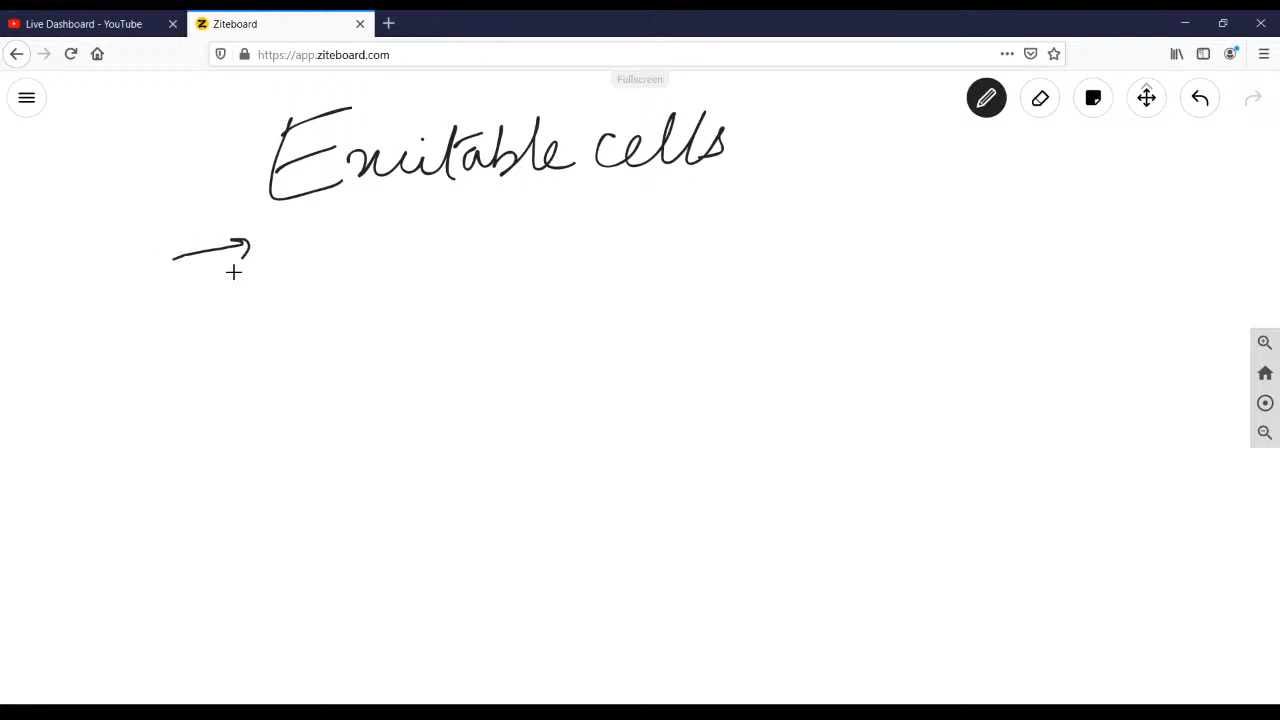 Live Dashboard - YouTube
Ziteboard
https://app.ziteboard.com
Fullscreen
Excitable cells